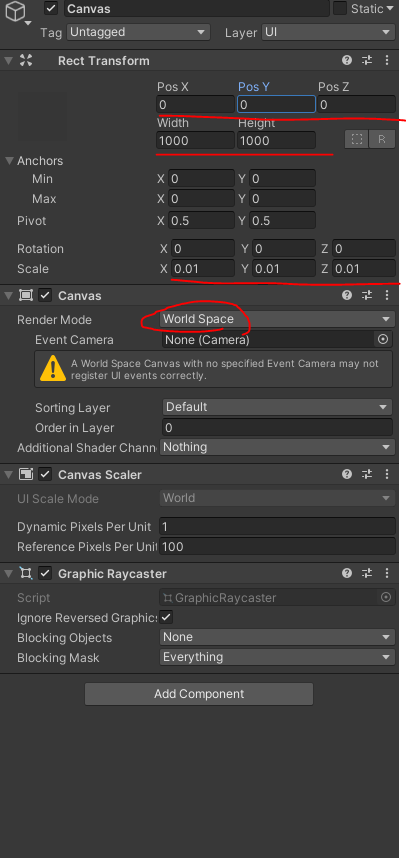 Canvas Static
Tag Untagged Layer UI
Rect Transform
Pos X Pos Y Pos Z
0 0 0
Width Height
1000 1000 R
Anchors
Min X 0 Y 0
Max X 0 Y 0
Pivot X 0.5 Y 0.5
Rotation X 0 Y 0 Z 0
Scale X 0.01 Y 0.01 Z 0.01
Canvas
Render Mode World Space
Event Camera None (Camera)
A World Space Canvas with no specified Event Camera may not
register UI events correctly.
Sorting Layer Default
Order in Layer 0
Additional Shader Chann Nothing
Canvas Scaler
UI Scale Mode World
Dynamic Pixels Per Unit 1
Reference Pixels Per Unit 100
Graphic Raycaster
Script GraphicRaycaster
Ignore Reversed Graphics
Blocking Objects None
Blocking Mask Everything
Add Component